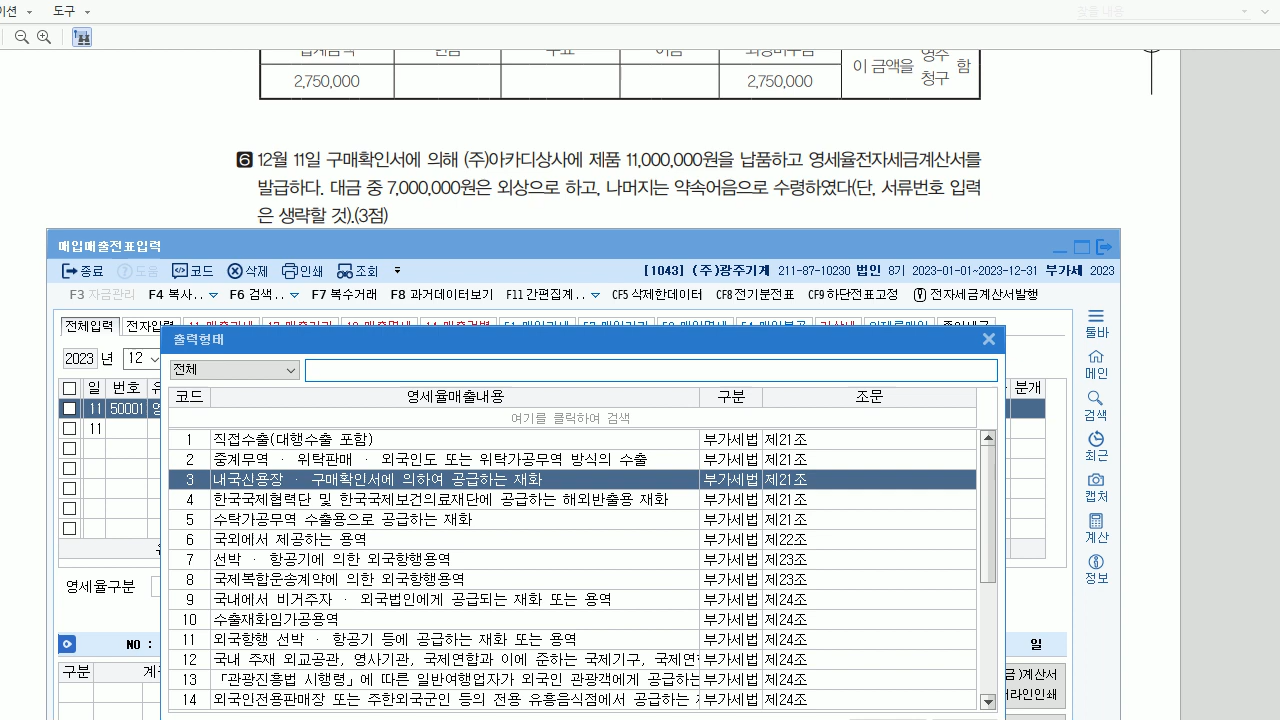 이션 도구
2,750,000 2,750,000 이 금액을 영수 청구 함
6 12월 11일 구매확인서에 의해 (주)아카디상사에 제품 11,000,000원을 납품하고 영세율전자세금계산서를
발급하다. 대금 중 7,000,000원은 외상으로 하고, 나머지는 약속어음으로 수령하였다(단, 서류번호 입력
은 생략할 것).(3점)
매입매출전표입력
종료 도움 코드 삭제 인쇄 조회 [1043] (주)광주기계 211-87-10230 법인 8기 2023-01-01~2023-12-31 부가세 2023
F3 자금관리 F4 복사.. F6 검색.. F7 복수거래 F8 과거데이터보기 F11 간편집계.. CF5 삭제한데이터 CF8 전기분전표 CF9 하단전표고정 전자세금계산서발행
전체입력 전자입력
출력형태
2023 년 12
전체
일 번호
코드 영세율매출내용 구분 조문
분개
11 50001
여기를 클릭하여 검색
11
1 직접수출(대행수출 포함) 부가세법 제21조
2 중계무역 · 위탁판매 · 외국인도 또는 위탁가공무역 방식의 수출 부가세법 제21조
3 내국신용장 · 구매확인서에 의하여 공급하는 재화 부가세법 제21조
4 한국국제협력단 및 한국국제보건의료재단에 공급하는 해외반출용 재화 부가세법 제21조
5 수탁가공무역 수출용으로 공급하는 재화 부가세법 제21조
6 국외에서 제공하는 용역 부가세법 제22조
7 선박 · 항공기에 의한 외국항행용역 부가세법 제23조
8 국제복합운송계약에 의한 외국항행용역 부가세법 제23조
9 국내에서 비거주자 · 외국법인에게 공급되는 재화 또는 용역 부가세법 제24조
10 수출재화임가공용역 부가세법 제24조
11 외국항행 선박 · 항공기 등에 공급하는 재화 또는 용역 부가세법 제24조
12 국내 주재 외교공관, 영사기관, 국제연합과 이에 준하는 국제기구, 국제연 부가세법 제24조
13 「관광진흥법 시행령」에 따른 일반여행업자가 외국인 관광객에게 공급하는 부가세법 제24조
14 외국인전용판매장 또는 주한외국군인 등의 전용 유흥음식점에서 공급하는 부가세법 제24조
영세율구분
NO : 일
구분 계
금)계산서
라인인쇄
툴바
메인
검색
최근
캡처
계산
정보